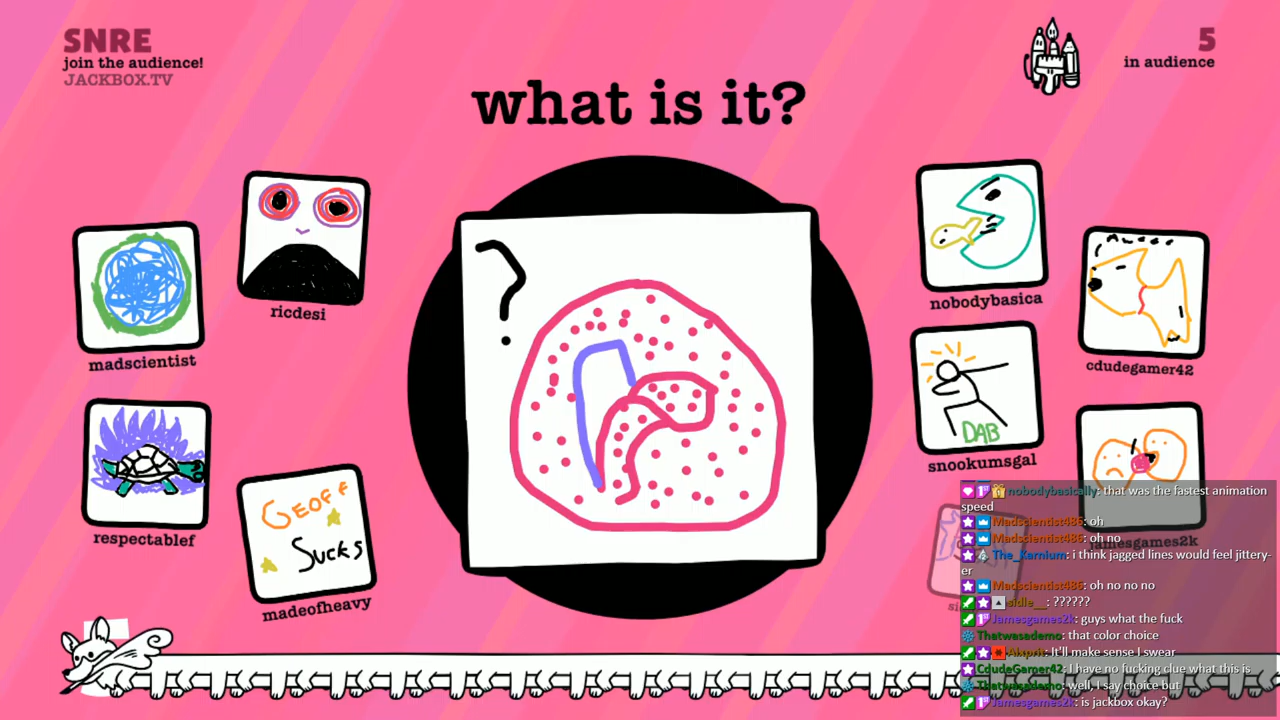 SNRE
join the audience!
JACKBOX.TV
5
in audience
what is it?
?
madscientist
ricdesi
respectablef
GEOFF
SUCKS
madeofheavy
nobodybasica
cdudegamer42
DAB
snookumsgal
jamesgames2k
nobodybasically: that was the fastest animation
speed
Madscientist486: oh
Madscientist486: oh no
The_Karnium: i think jagged lines would feel jittery-
er
Madscientist486: oh no no no
sidle__: ??????
Jamesgames2k: guys what the fuck
Thatwasademo: that color choice
It'll make sense I swear
CdudeGamer42: I have no fucking clue what this is
Thatwasademo: well, I say choice but
Jamesgames2k: is jackbox okay?